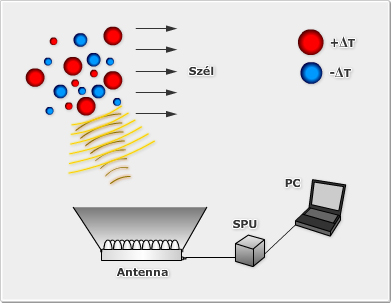 +ΔT
Szél
-ΔT
PC
SPU
Antenna